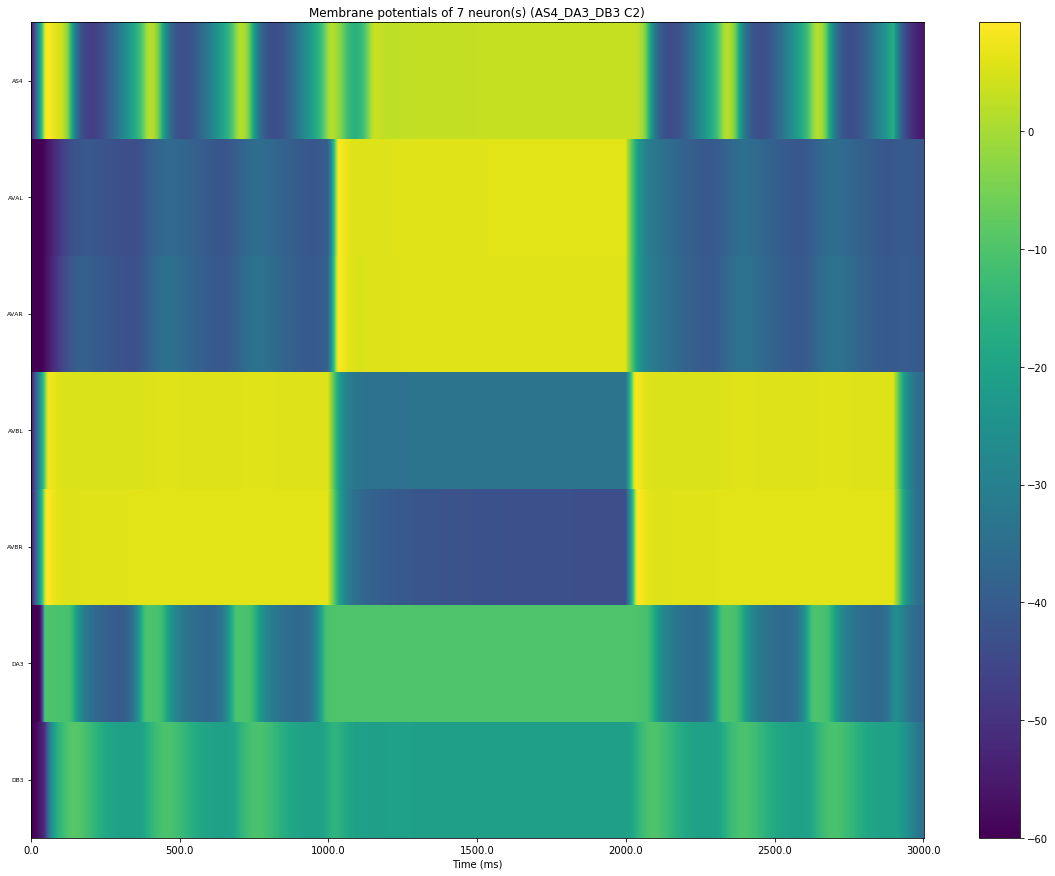 Membrane potentials of 7 neuron(s) (AS4_DA3_DB3 C2)
AS4
AVAL
AVAR
AVBL
AVBR
DA3
DB3
0.0 500.0 1000.0 1500.0 2000.0 2500.0 3000.0
Time (ms)
0
−10
−20
−30
−40
−50
−60